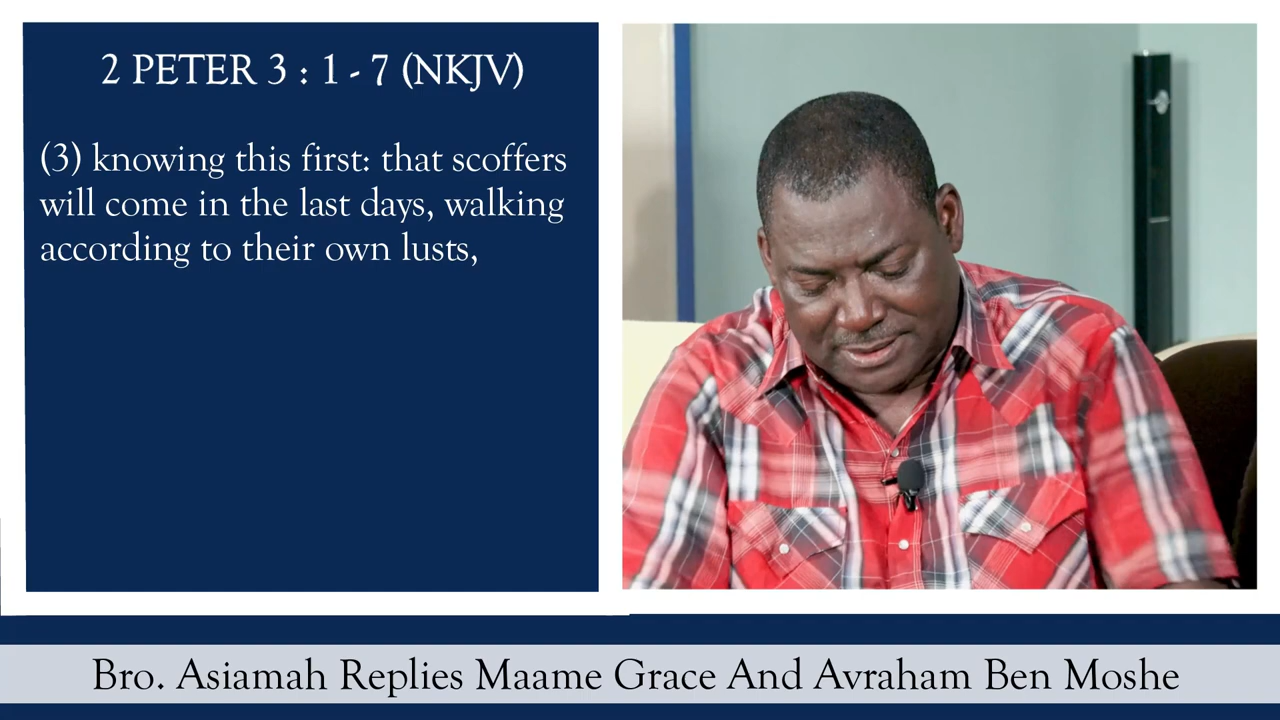 2 PETER 3 : 1 - 7 (NKJV)
(3) knowing this first: that scoffers
will come in the last days, walking
according to their own lusts,
Bro. Asiamah Replies Maame Grace And Avraham Ben Moshe